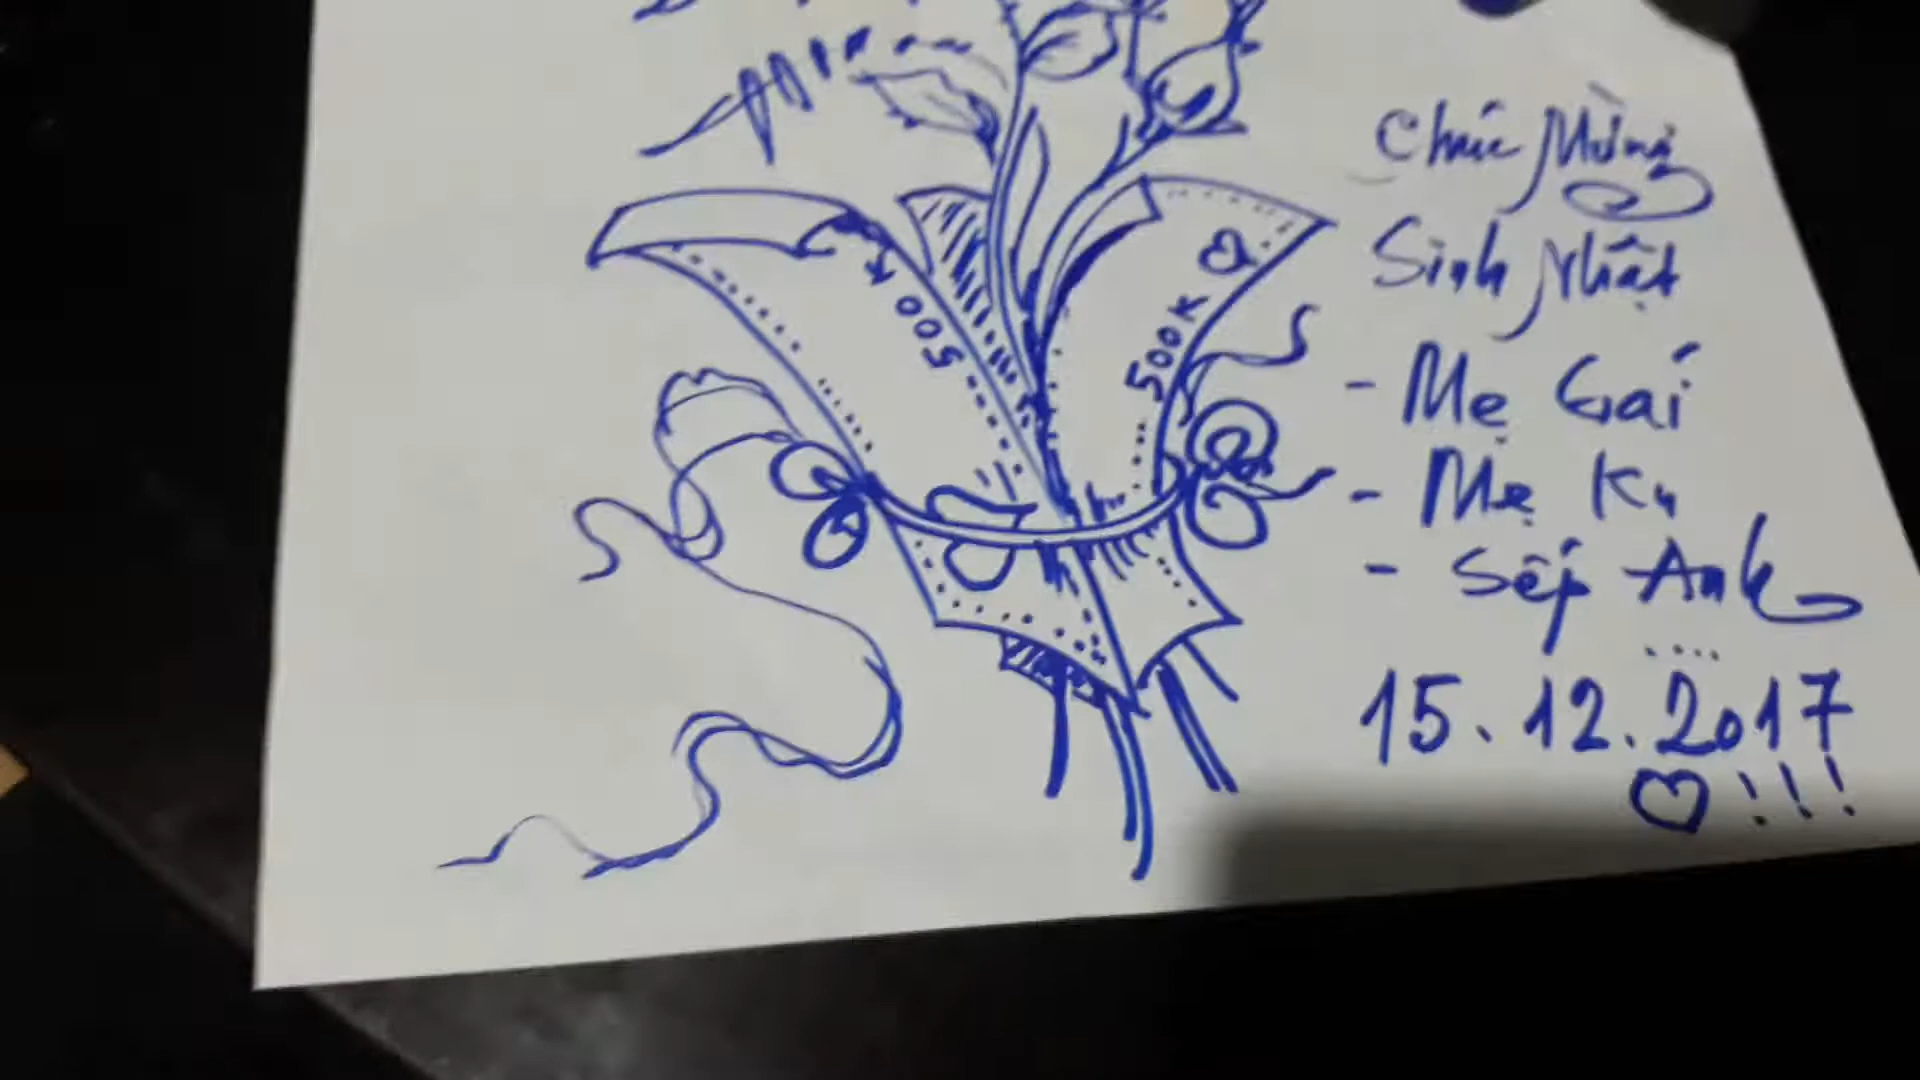 Chúc Mừng
Sinh Nhật
- Mẹ Gái
- Mẹ Ku
- Sếp Anh
....
15.12.2017
♡!!!
500K
500K